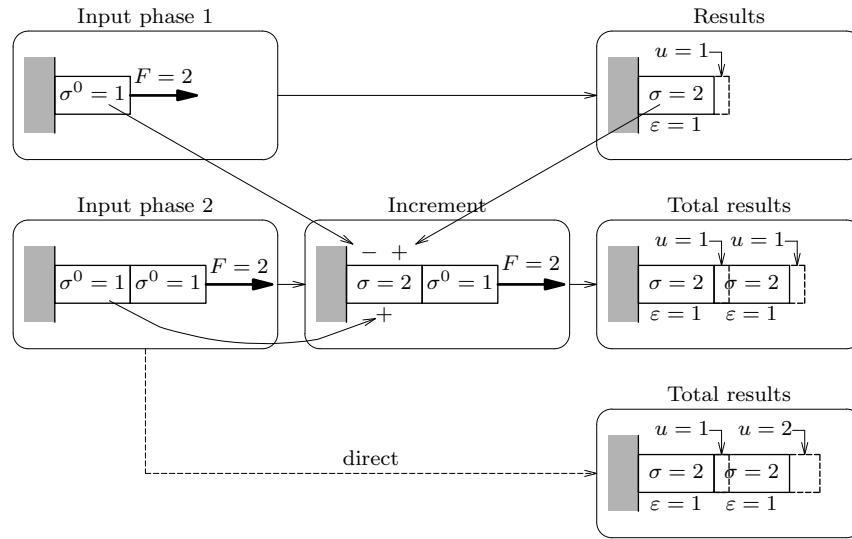 Input phase 1
σ⁰ = 1
F = 2
Results
u = 1
σ = 2
ε = 1
Input phase 2
σ⁰ = 1 σ⁰ = 1
F = 2
Increment
− +
σ = 2 σ⁰ = 1
F = 2
+
Total results
u = 1 u = 1
σ = 2 σ = 2
ε = 1 ε = 1
direct
Total results
u = 1 u = 2
σ = 2 σ = 2
ε = 1 ε = 1